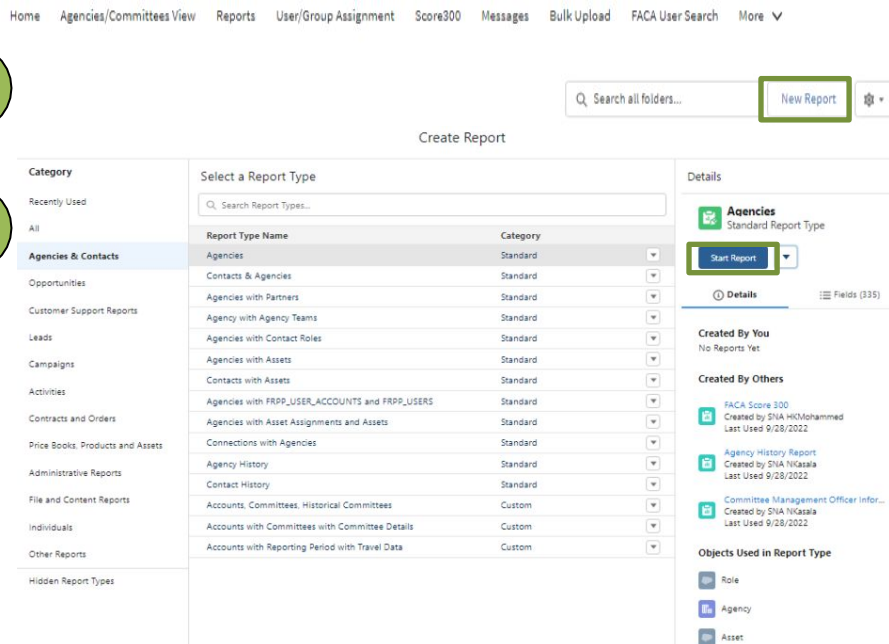 Home Agencies/Committees View Reports User/Group Assignment Score300 Messages Bulk Upload FACA User Search More
Search all folders... New Report
Create Report
Category
Recently Used
All
Agencies & Contacts
Opportunities
Customer Support Reports
Leads
Campaigns
Activities
Contracts and Orders
Price Books, Products and Assets
Administrative Reports
File and Content Reports
Individuals
Other Reports
Hidden Report Types
Select a Report Type
Search Report Types...
Report Type Name Category
Agencies Standard
Contacts & Agencies Standard
Agencies with Partners Standard
Agency with Agency Teams Standard
Agencies with Contact Roles Standard
Agencies with Assets Standard
Contacts with Assets Standard
Agencies with FRPP_USER_ACCOUNTS and FRPP_USERS Standard
Agencies with Asset Assignments and Assets Standard
Connections with Agencies Standard
Agency History Standard
Contact History Standard
Accounts, Committees, Historical Committees Custom
Accounts with Committees with Committee Details Custom
Accounts with Reporting Period with Travel Data Custom
Details
Agencies
Standard Report Type
Start Report
Details Fields (335)
Created By You
No Reports Yet
Created By Others
FACA Score 300
Created by SNA HKMohammed
Last Used 9/28/2022
Agency History Report
Created by SNA NKasala
Last Used 9/28/2022
Committee Management Officer Infor...
Created by SNA NKasala
Last Used 9/28/2022
Objects Used in Report Type
Role
Agency
Asset